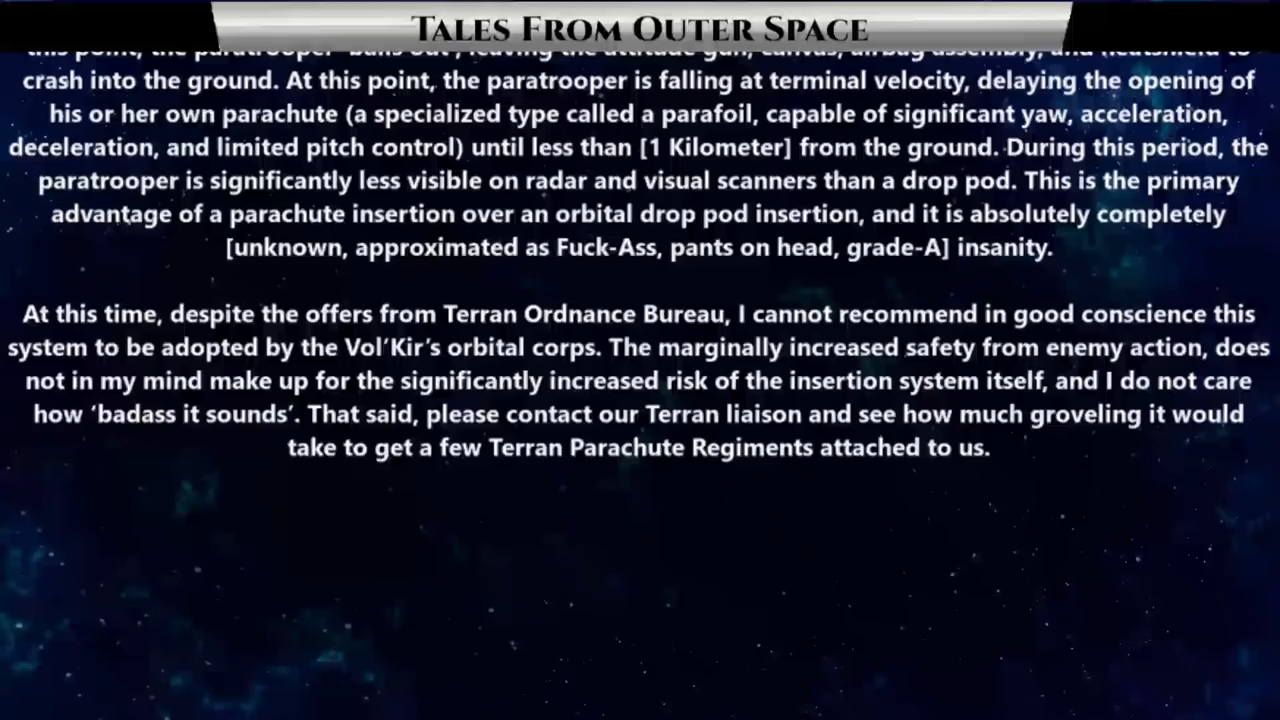 Tales From Outer Space
crash into the ground. At this point, the paratrooper is falling at terminal velocity, delaying the opening of
his or her own parachute (a specialized type called a parafoil, capable of significant yaw, acceleration,
deceleration, and limited pitch control) until less than [1 Kilometer] from the ground. During this period, the
paratrooper is significantly less visible on radar and visual scanners than a drop pod. This is the primary
advantage of a parachute insertion over an orbital drop pod insertion, and it is absolutely completely
[unknown, approximated as Fuck-Ass, pants on head, grade-A] insanity.
At this time, despite the offers from Terran Ordnance Bureau, I cannot recommend in good conscience this
system to be adopted by the Vol’Kir’s orbital corps. The marginally increased safety from enemy action, does
not in my mind make up for the significantly increased risk of the insertion system itself, and I do not care
how ‘badass it sounds’. That said, please contact our Terran liaison and see how much groveling it would
take to get a few Terran Parachute Regiments attached to us.